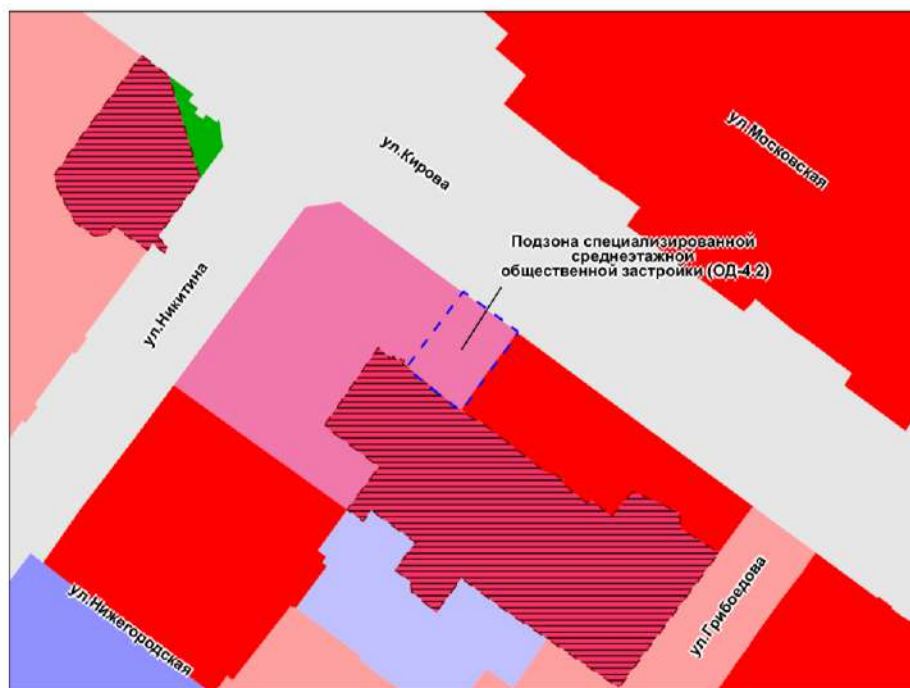 ул.Московская
ул.Кирова
Подзона специализированной
среднеэтажной
общественной застройки (ОД-4.2)
ул.Никитина
ул.Грибоедова
ул.Нижегородская